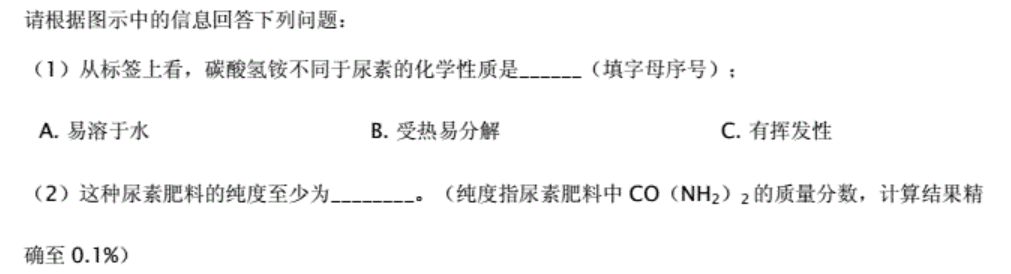 请根据图示中的信息回答下列问题：
（1）从标签上看，碳酸氢铵不同于尿素的化学性质是______（填字母序号）；
A. 易溶于水 B. 受热易分解 C. 有挥发性
（2）这种尿素肥料的纯度至少为________。（纯度指尿素肥料中 CO（NH₂）₂ 的质量分数，计算结果精
确至 0.1%）